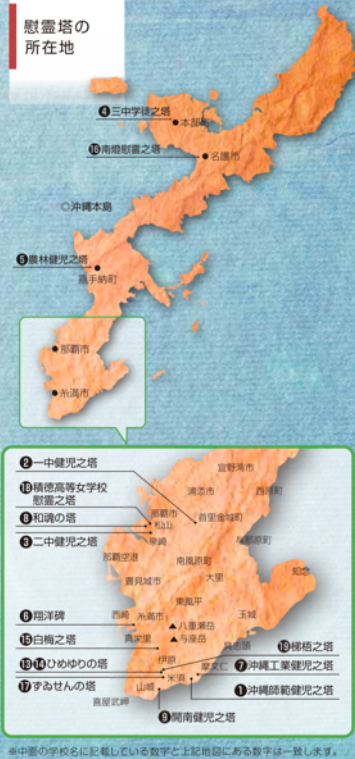 慰霊塔の
所在地
❹三中学徒之塔
本部町
⓰南燈慰霊之塔
名護市
○沖縄本島
❺農林健児之塔
嘉手納町
那覇市
糸満市
❷一中健児之塔
宜野湾市
⓲積徳高等女学校
慰霊之塔
浦添市
西原町
那覇市
松山
首里金城町
❽和魂の塔
泉崎
与那原町
❸二中健児之塔
那覇空港
南風原町
知念
大里
豊見城市
東風平
❻翔洋碑
西崎
糸満市
▲八重瀬岳
玉城
⓯白梅之塔
真栄里
▲与座岳
具志頭
⓳梯梧之塔
⓭⓮ひめゆりの塔
伊原
摩文仁
❼沖縄工業健児之塔
米須
⓱ずゐせんの塔
山城
❶沖縄師範健児之塔
喜屋武岬
❾開南健児之塔
※中面の学校名に記載している数字と上記地図にある数字は一致します。